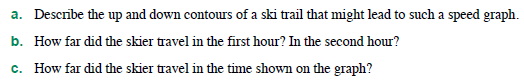 a. Describe the up and down contours of a ski trail that might lead to such a speed graph.
b. How far did the skier travel in the first hour? In the second hour?
c. How far did the skier travel in the time shown on the graph?